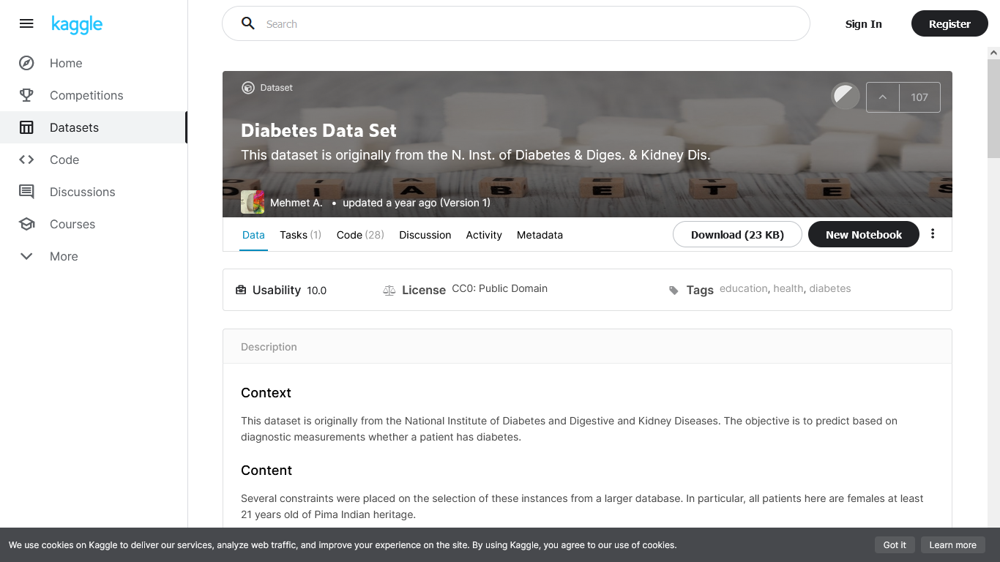 kaggle
Search
Sign In
Register
Home
Competitions
Datasets
Code
Discussions
Courses
More
Dataset
107
Diabetes Data Set
This dataset is originally from the N. Inst. of Diabetes & Diges. & Kidney Dis.
D I A B E T E S
Mehmet A. • updated a year ago (Version 1)
Data Tasks (1) Code (28) Discussion Activity Metadata
Download (23 KB)
New Notebook
Usability 10.0
License CC0: Public Domain
Tags education, health, diabetes
Description
Context
This dataset is originally from the National Institute of Diabetes and Digestive and Kidney Diseases. The objective is to predict based on
diagnostic measurements whether a patient has diabetes.
Content
Several constraints were placed on the selection of these instances from a larger database. In particular, all patients here are females at least
21 years old of Pima Indian heritage.
We use cookies on Kaggle to deliver our services, analyze web traffic, and improve your experience on the site. By using Kaggle, you agree to our use of cookies.
Got it
Learn more